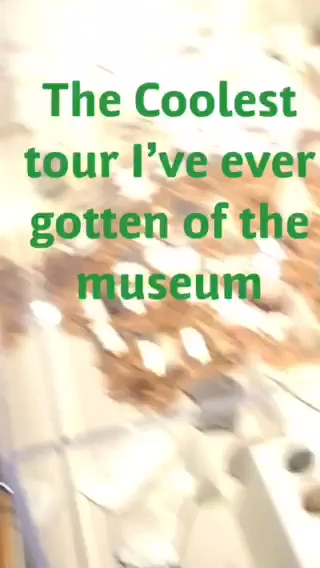 The Coolest
tour I’ve ever
gotten of the
museum